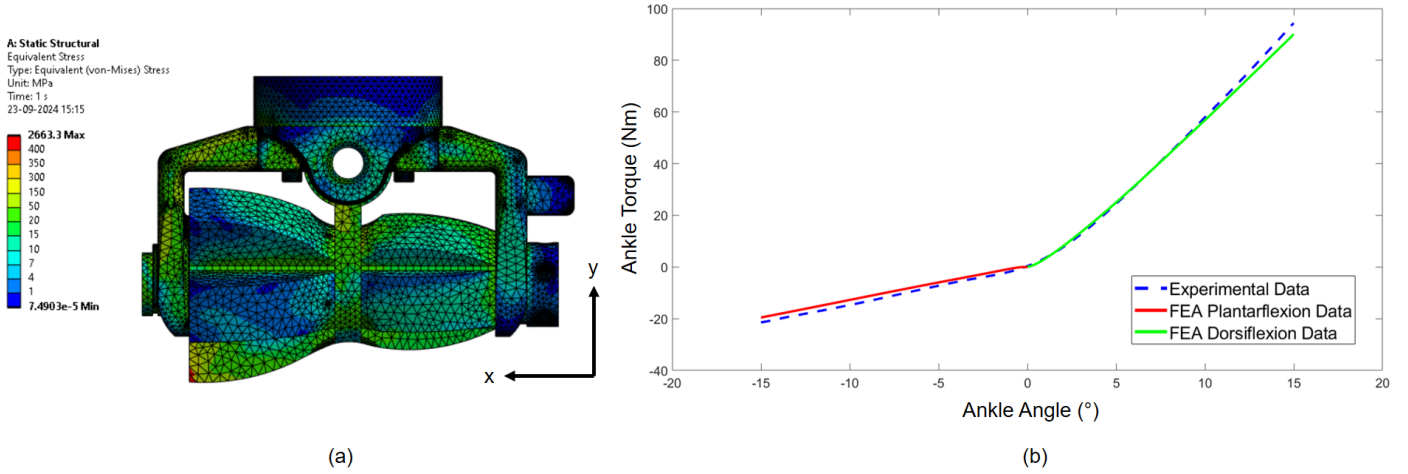 A: Static Structural
Equivalent Stress
Type: Equivalent (von-Mises) Stress
Unit: MPa
Time: 1 s
23-09-2024 15:15
2663.3 Max
400
350
300
150
50
20
15
10
7
4
1
7.4903e-5 Min
y
x
(a)
100
80
60
40
20
0
-20
-40
Ankle Torque (Nm)
-20
-15
-10
-5
0
5
10
15
20
Ankle Angle (°)
Experimental Data
FEA Plantarflexion Data
FEA Dorsiflexion Data
(b)